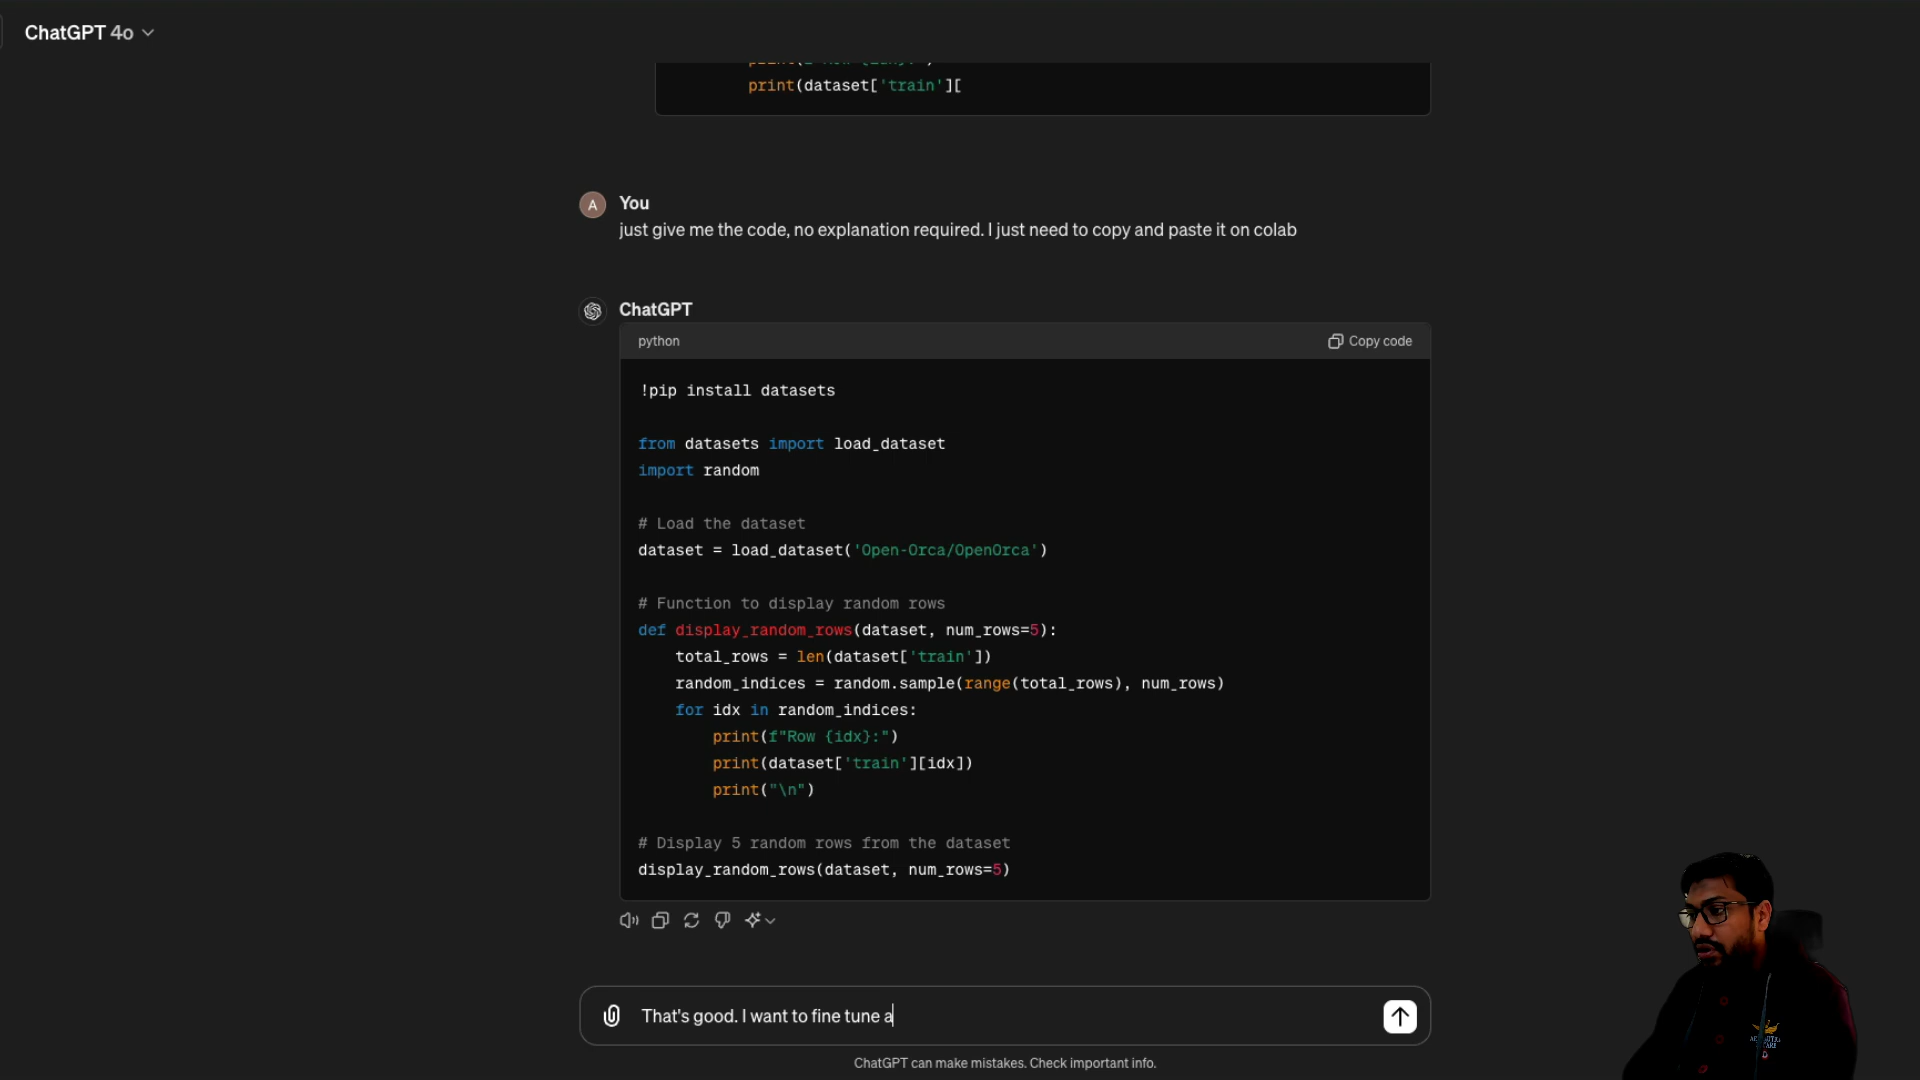 ChatGPT 4o
print(dataset['train'][
A
You
just give me the code, no explanation required. I just need to copy and paste it on colab
ChatGPT
python
Copy code
!pip install datasets
from datasets import load_dataset
import random
# Load the dataset
dataset = load_dataset('Open-Orca/OpenOrca')
# Function to display random rows
def display_random_rows(dataset, num_rows=5):
    total_rows = len(dataset['train'])
    random_indices = random.sample(range(total_rows), num_rows)
    for idx in random_indices:
        print(f"Row {idx}:")
        print(dataset['train'][idx])
        print("\n")
# Display 5 random rows from the dataset
display_random_rows(dataset, num_rows=5)
That's good. I want to fine tune a
ChatGPT can make mistakes. Check important info.